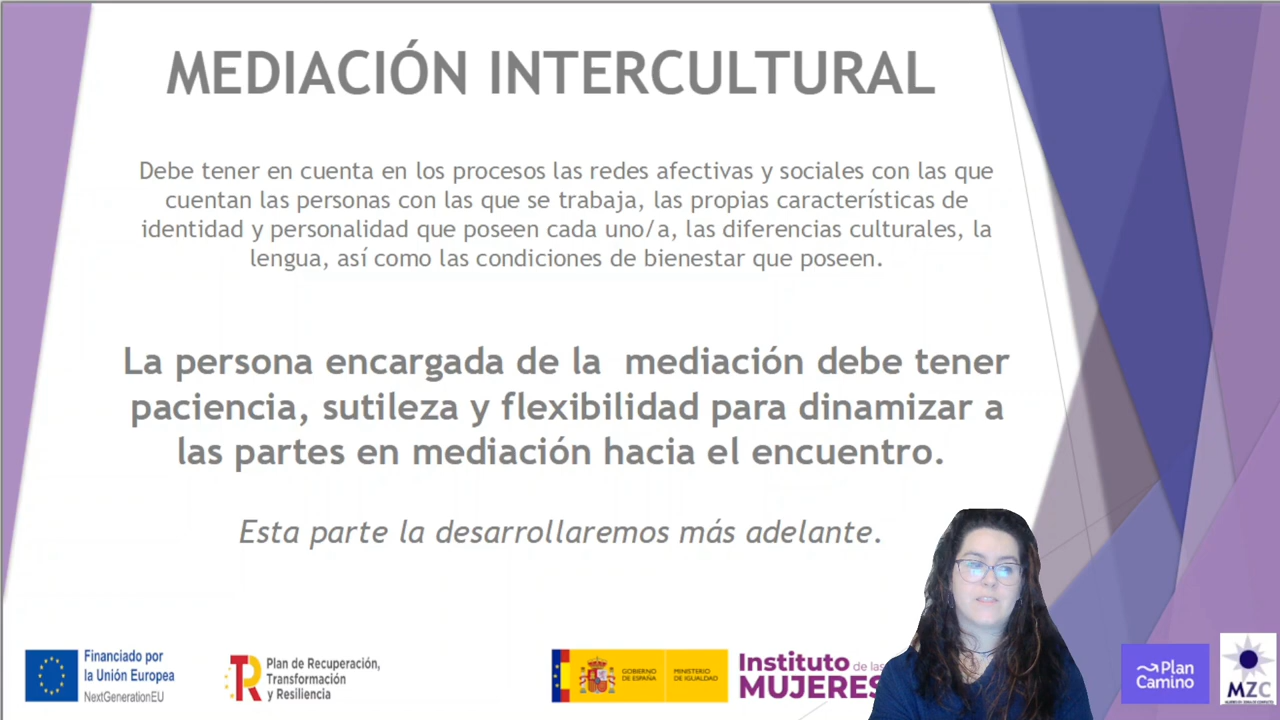 MEDIACIÓN INTERCULTURAL
Debe tener en cuenta en los procesos las redes afectivas y sociales con las que
cuentan las personas con las que se trabaja, las propias características de
identidad y personalidad que poseen cada uno/a, las diferencias culturales, la
lengua, así como las condiciones de bienestar que poseen.
La persona encargada de la mediación debe tener
paciencia, sutileza y flexibilidad para dinamizar a
las partes en mediación hacia el encuentro.
Esta parte la desarrollaremos más adelante.
Financiado por
la Unión Europea
NextGenerationEU
TR
Plan de Recuperación,
Transformación
y Resiliencia
GOBIERNO
DE ESPAÑA
MINISTERIO
DE IGUALDAD
Instituto de las
MUJERES
Plan
Camino
MZC